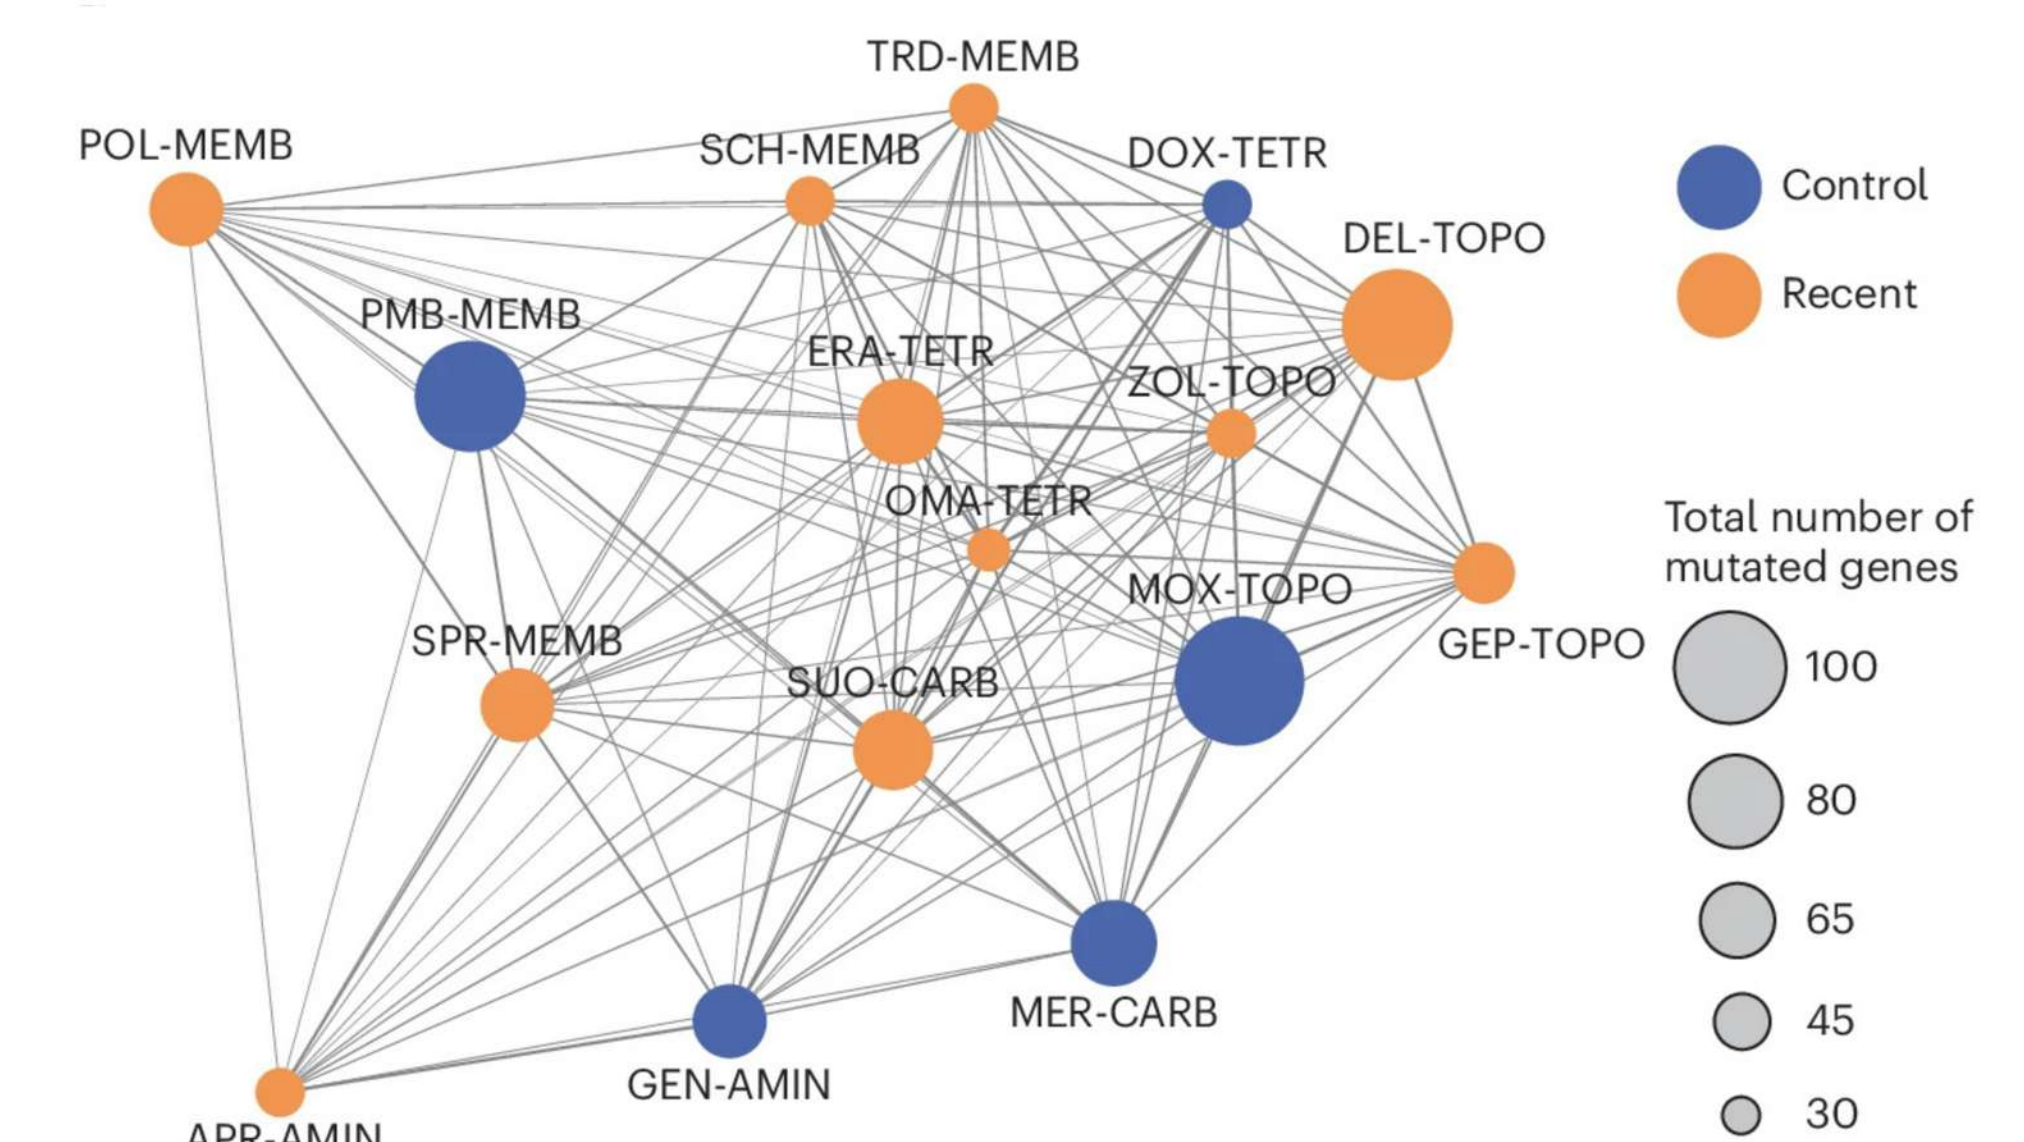 TRD-MEMB
POL-MEMB
SCH-MEMB
DOX-TETR
Control
DEL-TOPO
Recent
PMB-MEMB
ERA-TETR
ZOL-TOPO
OMA-TETR
Total number of
mutated genes
MOX-TOPO
SPR-MEMB
GEP-TOPO
100
SUO-CARB
80
65
MER-CARB
45
GEN-AMIN
30
APR-AMIN